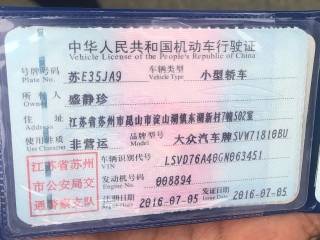 中华人民共和国机动车行驶证
Vehicle License of the People's Republic of China
号牌号码 苏E35JA9 车辆类型 小型轿车
Plate No. Vehicle Type
所有人 盛静珍
Owner
住址 江苏省苏州市昆山市淀山湖镇东湖新村7幢502室
Address
使用性质 非营运 品牌型号 大众汽车牌SVW71810BU
Use Character Model
江苏省苏州 车辆识别代号 LSVD76A40GN063451
VIN
市公安局交 发动机号码 008894
Engine No.
通警察支队 注册日期 2016-07-05 发证日期 2016-07-05
Register Date Issue Date